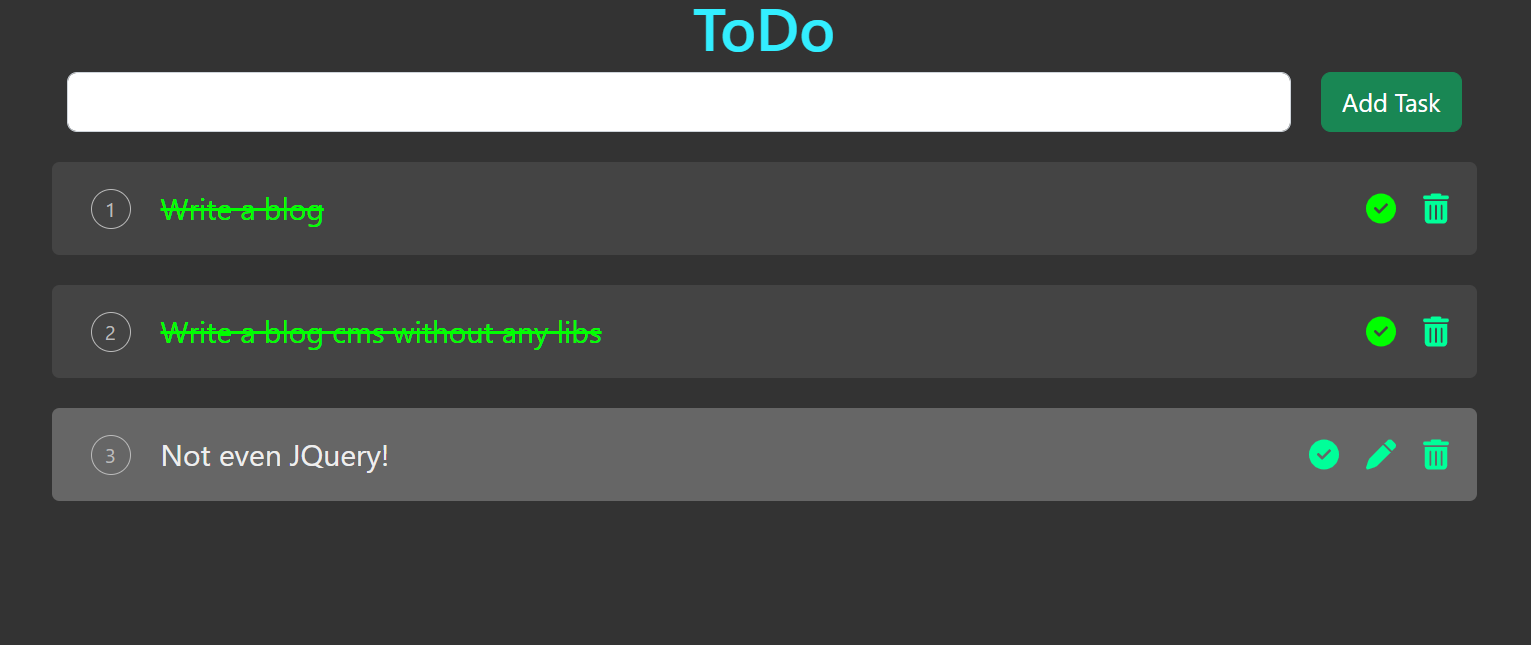 ToDo
Add Task
1 Write a blog
2 Write a blog cms without any libs
3 Not even JQuery!